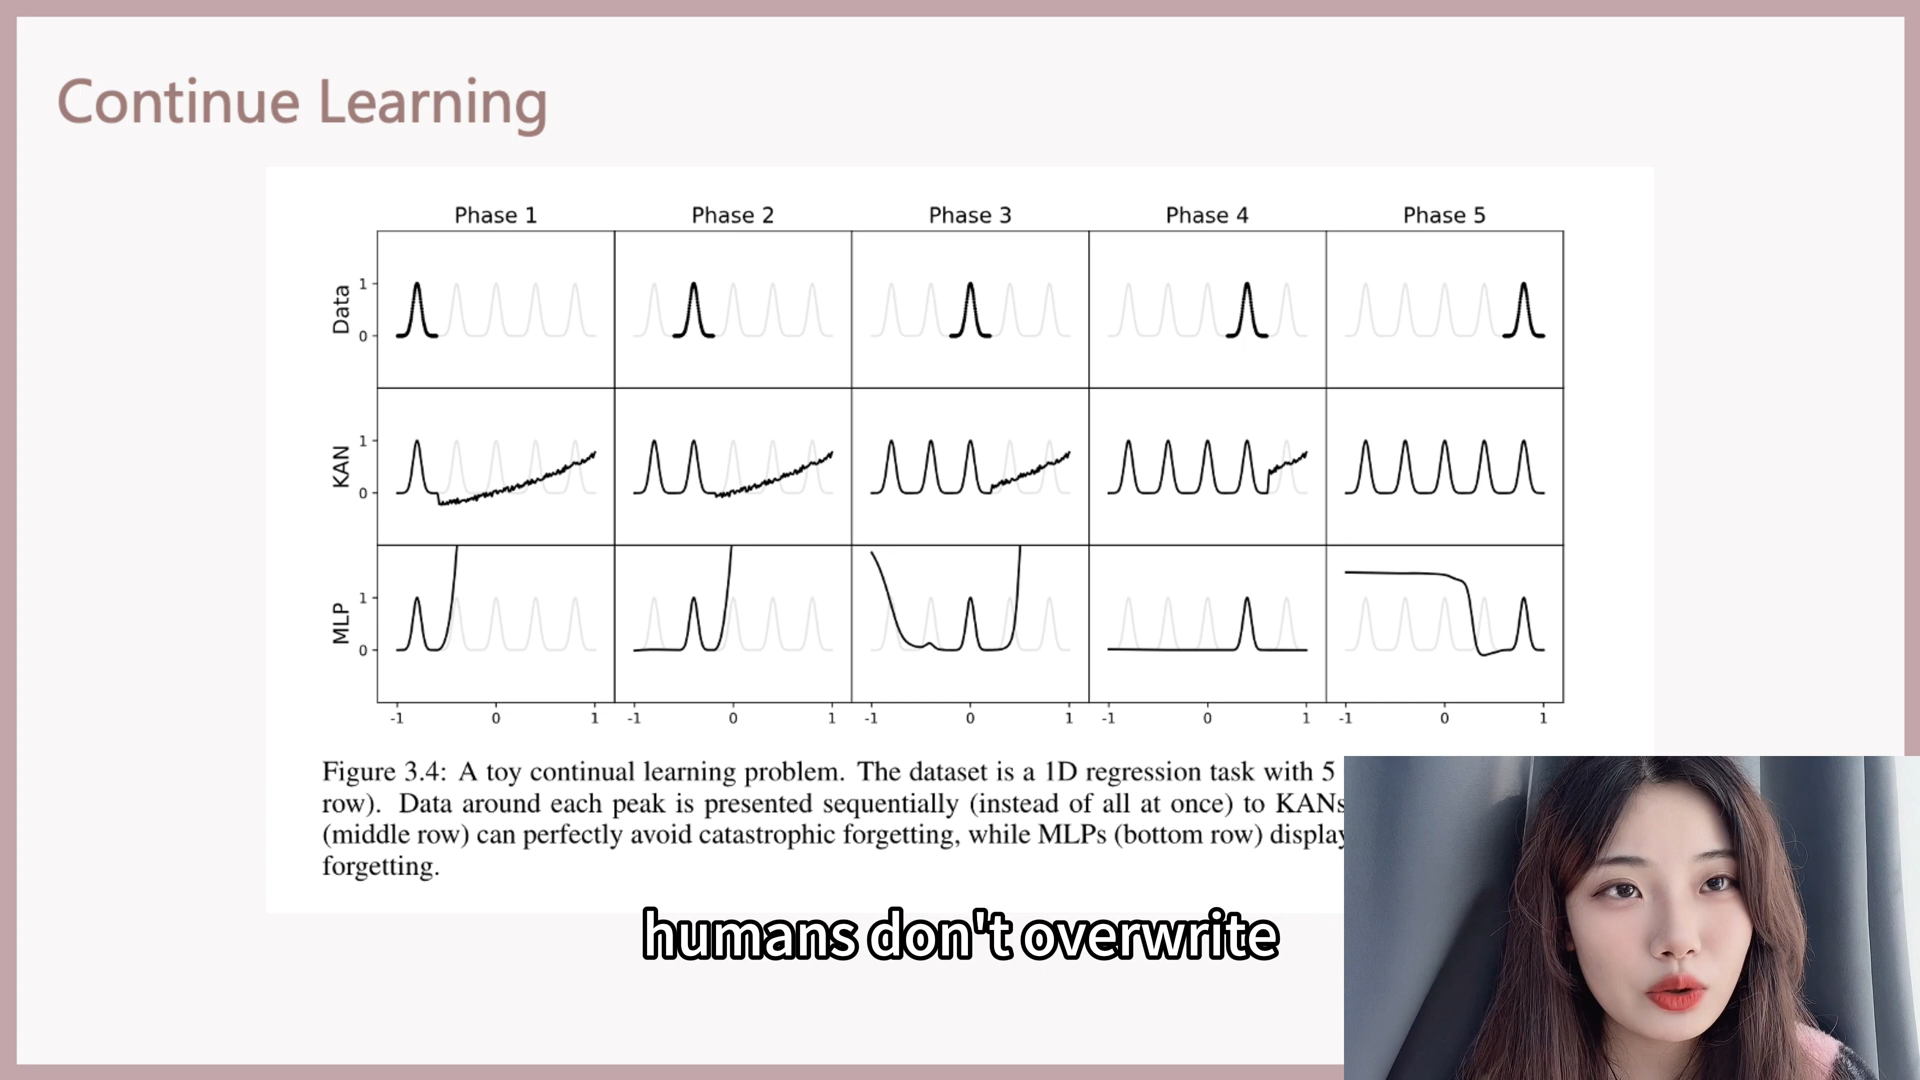 Continue Learning
Phase 1 Phase 2 Phase 3 Phase 4 Phase 5
Data
1
0
KAN
1
0
MLP
1
0
-1 0 1 -1 0 1 -1 0 1 -1 0 1 -1 0 1
Figure 3.4: A toy continual learning problem. The dataset is a 1D regression task with 5
row). Data around each peak is presented sequentially (instead of all at once) to KANs
(middle row) can perfectly avoid catastrophic forgetting, while MLPs (bottom row) display
forgetting.
humans don't overwrite